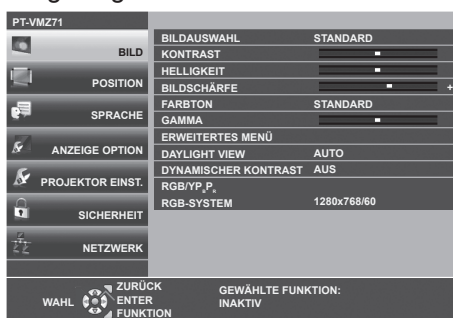 PT-VMZ71
BILD
POSITION
SPRACHE
ANZEIGE OPTION
PROJEKTOR EINST.
SICHERHEIT
NETZWERK
BILDAUSWAHL STANDARD
KONTRAST
HELLIGKEIT
BILDSCHÄRFE +
FARBTON STANDARD
GAMMA
ERWEITERTES MENÜ
DAYLIGHT VIEW AUTO
DYNAMISCHER KONTRAST AUS
RGB/YPBPR
RGB-SYSTEM 1280x768/60
WAHL
ZURÜCK
ENTER
FUNKTION
GEWÄHLTE FUNKTION:
INAKTIV